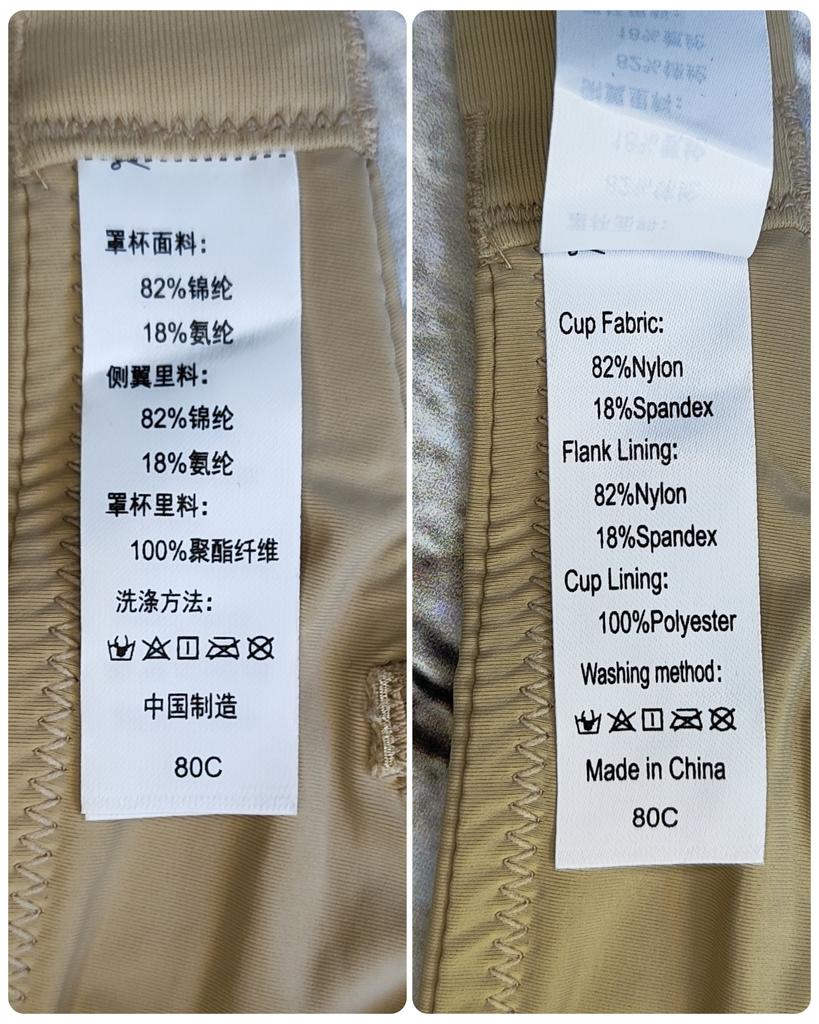 罩杯面料:
82%锦纶
18%氨纶
侧翼里料:
82%锦纶
18%氨纶
罩杯里料:
100%聚酯纤维
洗涤方法:
中国制造
80C
Cup Fabric:
82%Nylon
18%Spandex
Flank Lining:
82%Nylon
18%Spandex
Cup Lining:
100%Polyester
Washing method:
Made in China
80C